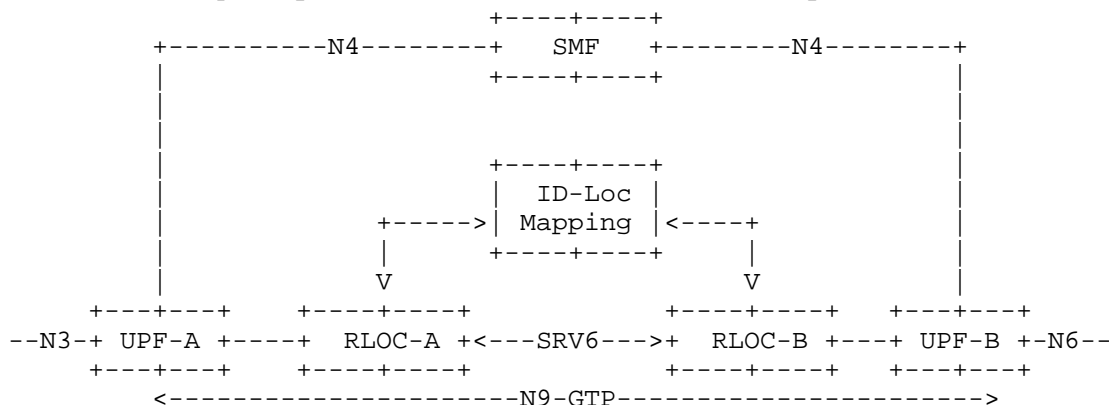 N4 SMF N4
ID-Loc
Mapping
V V
N3 UPF-A RLOC-A SRV6 RLOC-B UPF-B N6
N9-GTP